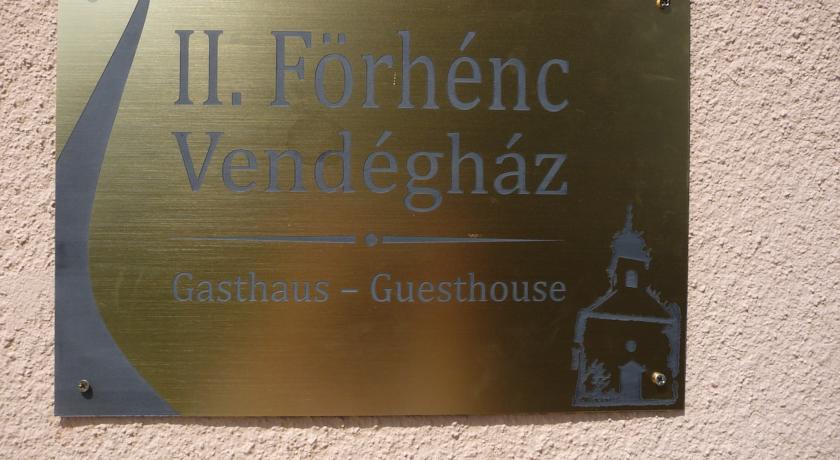 II. Förhénc
Vendégház
Gasthaus – Guesthouse